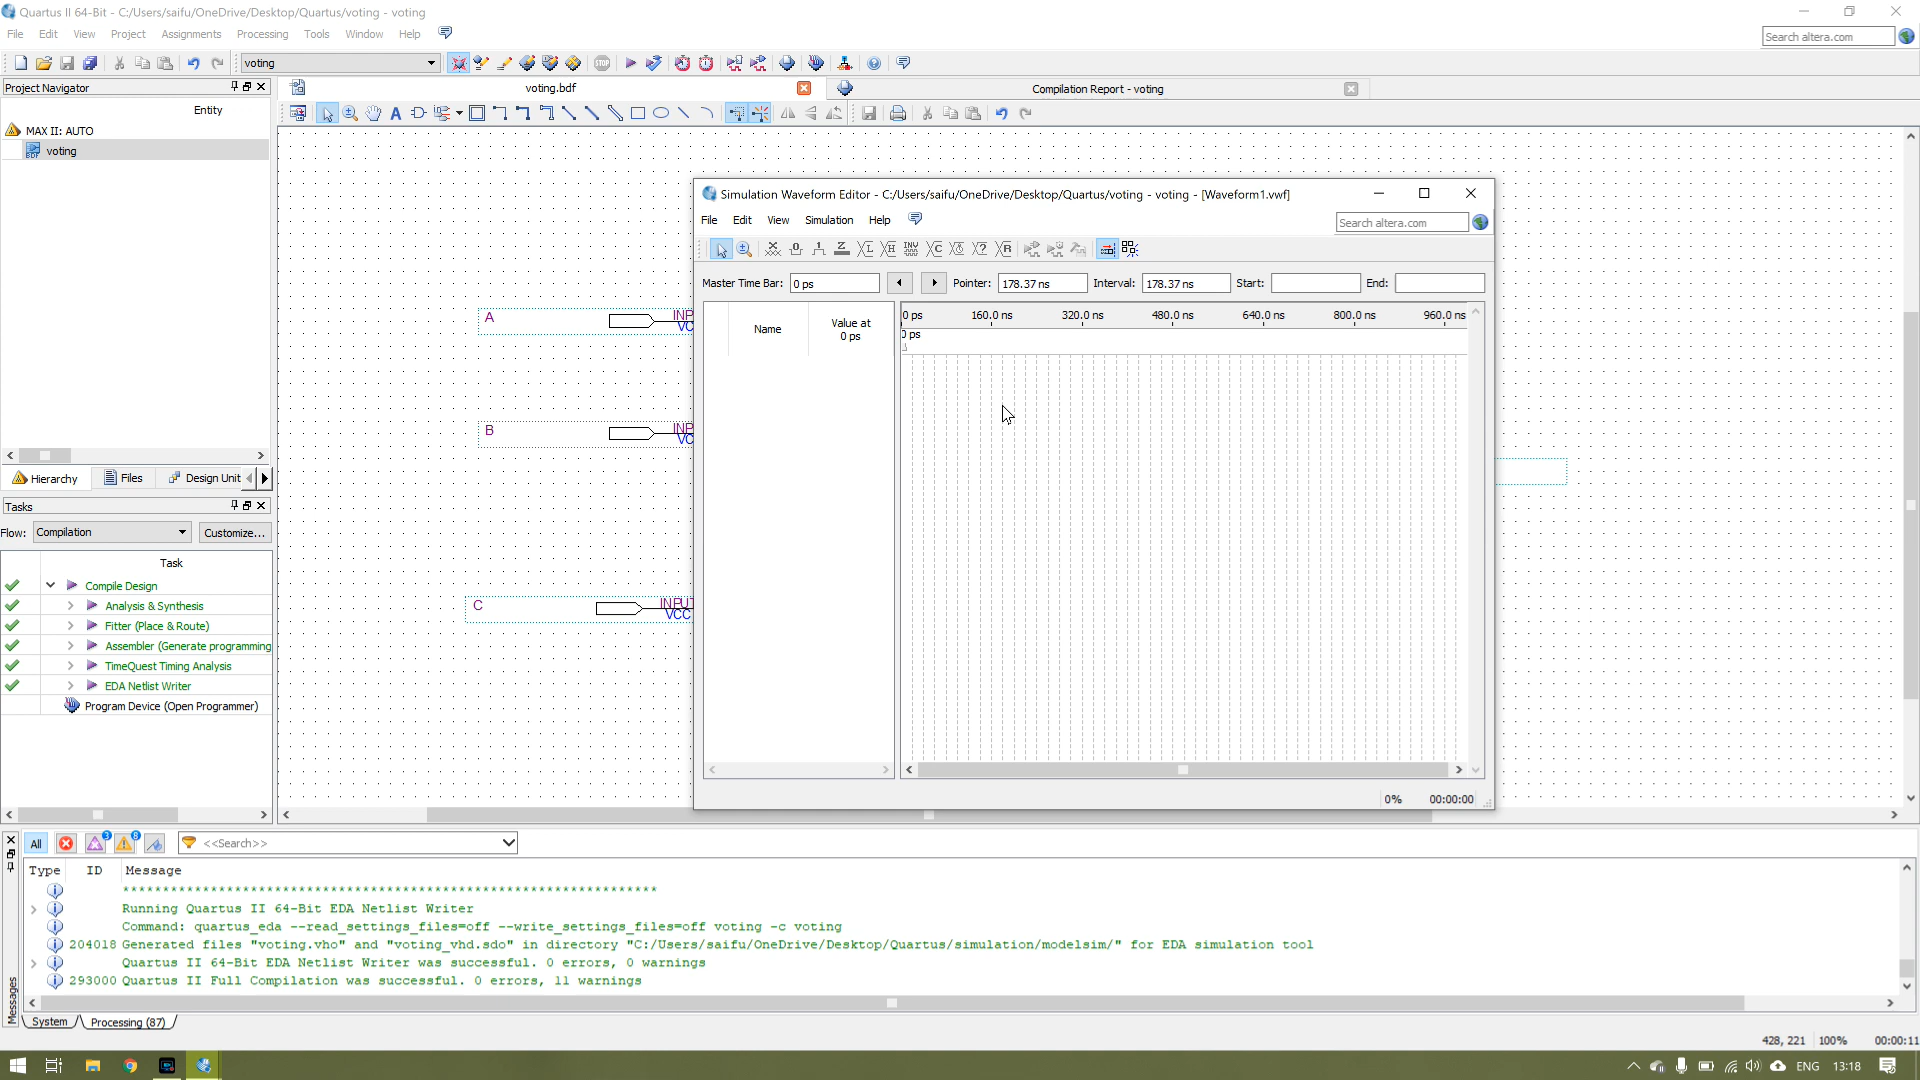 Quartus II 64-Bit - C:/Users/saifu/OneDrive/Desktop/Quartus/voting - voting
File Edit View Project Assignments Processing Tools Window Help
Search altera.com
voting
Project Navigator
voting.bdf
Compilation Report - voting
Entity
MAX II: AUTO
voting
Hierarchy Files Design Unit
Tasks
Flow: Compilation Customize...
Task
Compile Design
Analysis & Synthesis
Fitter (Place & Route)
Assembler (Generate programming
TimeQuest Timing Analysis
EDA Netlist Writer
Program Device (Open Programmer)
A
INP
VC
B
INP
VC
C
INPUT
VCC
Simulation Waveform Editor - C:/Users/saifu/OneDrive/Desktop/Quartus/voting - voting - [Waveform1.vwf]
File Edit View Simulation Help
Search altera.com
Master Time Bar: 0 ps Pointer: 178.37 ns Interval: 178.37 ns Start: End:
Name
Value at
0 ps
0 ps 160.0 ns 320.0 ns 480.0 ns 640.0 ns 800.0 ns 960.0 ns
0 ps
0% 00:00:00
All 3 8 <<Search>>
Type ID Message
*******************************************************************
Running Quartus II 64-Bit EDA Netlist Writer
Command: quartus_eda --read_settings_files=off --write_settings_files=off voting -c voting
204018 Generated files "voting.vho" and "voting_vhd.sdo" in directory "C:/Users/saifu/OneDrive/Desktop/Quartus/simulation/modelsim/" for EDA simulation tool
Quartus II 64-Bit EDA Netlist Writer was successful. 0 errors, 0 warnings
293000 Quartus II Full Compilation was successful. 0 errors, 11 warnings
Messages
System Processing (87)
428, 221 100% 00:00:11
ENG 13:18